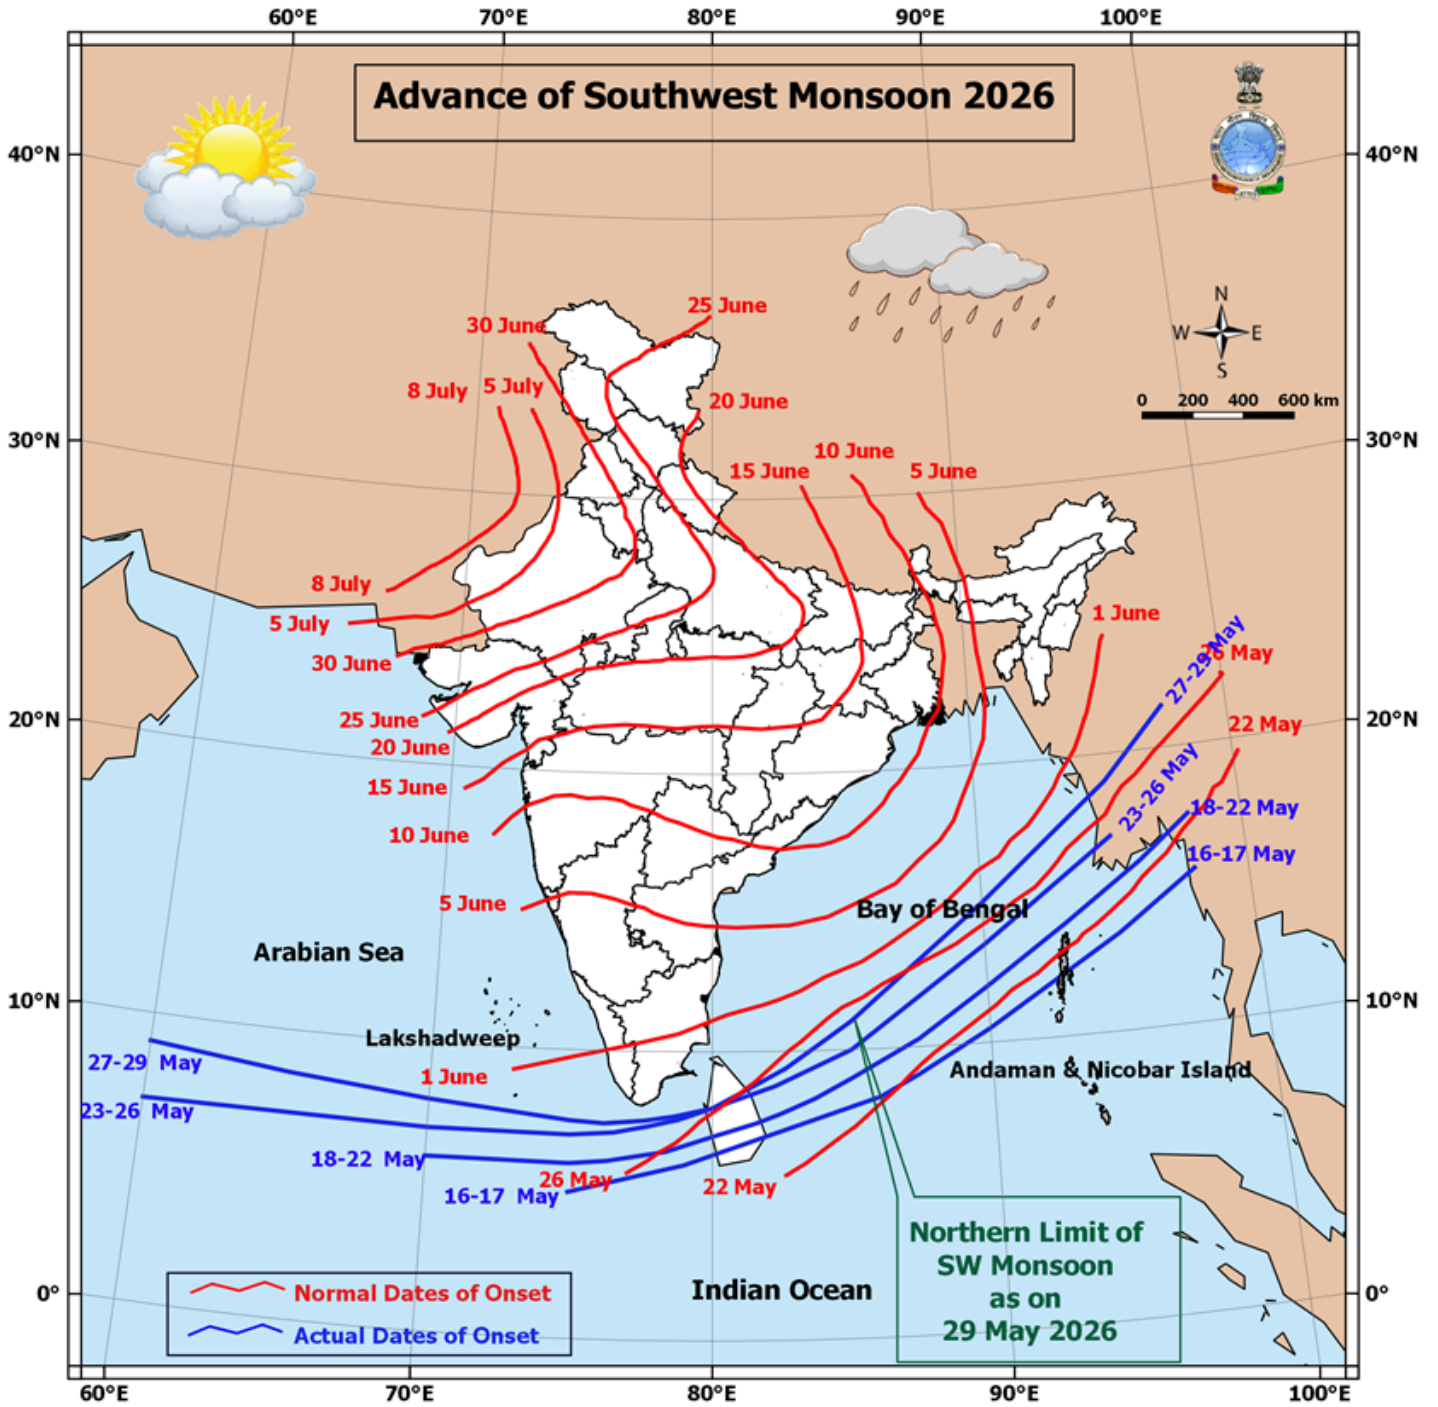 60°E 70°E 80°E 90°E 100°E
Advance of Southwest Monsoon 2026
40°N 40°N
N
W E
S
0 200 400 600 km
25 June
30 June
8 July 5 July
20 June
30°N 30°N
10 June
15 June 5 June
8 July
5 July
1 June
27-29 May
26 May
30 June
25 June
20°N 20°N
22 May
20 June
23-26 May
15 June
18-22 May
10 June
16-17 May
5 June
Bay of Bengal
Arabian Sea
10°N 10°N
Lakshadweep
27-29 May
1 June
Andaman & Nicobar Island
23-26 May
18-22 May
26 May
16-17 May
22 May
Northern Limit of
SW Monsoon
as on
29 May 2026
Indian Ocean
0° 0°
Normal Dates of Onset
Actual Dates of Onset
60°E 70°E 80°E 90°E 100°E